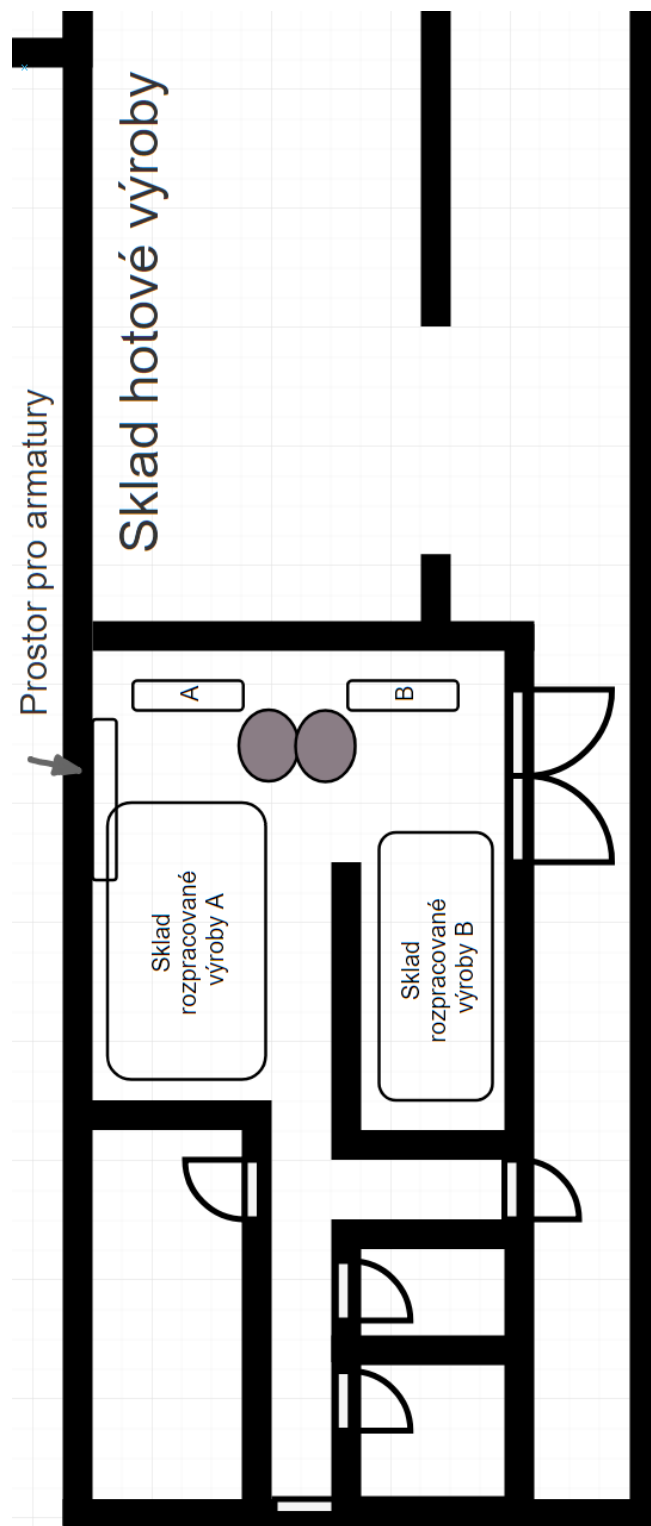 Prostor pro armatury
Sklad hotové výroby
A
B
Sklad
rozpracované
výroby A
Sklad
rozpracované
výroby B